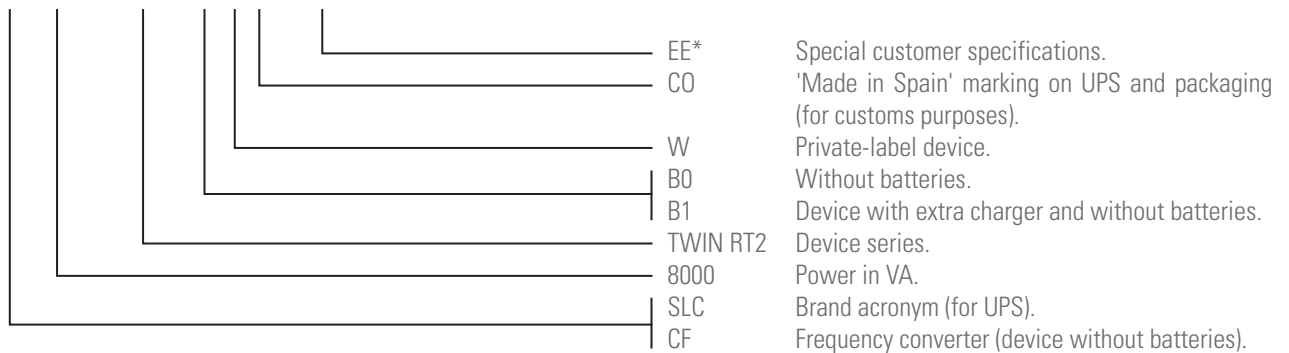 EE* Special customer specifications.
CO 'Made in Spain' marking on UPS and packaging
(for customs purposes).
W Private-label device.
B0 Without batteries.
B1 Device with extra charger and without batteries.
TWIN RT2 Device series.
8000 Power in VA.
SLC Brand acronym (for UPS).
CF Frequency converter (device without batteries).